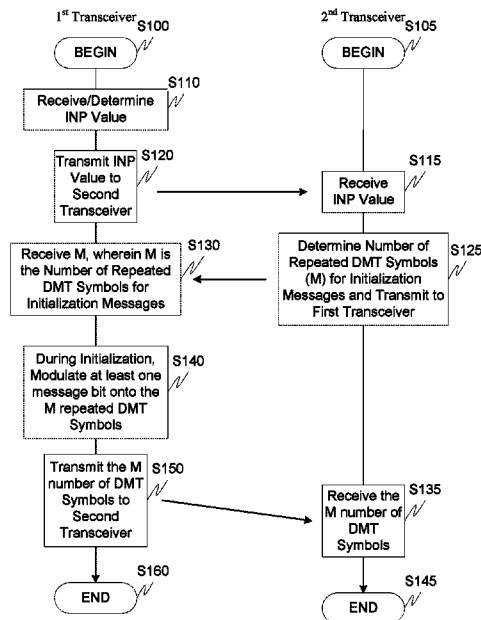 1st Transceiver
2nd Transceiver
S100
BEGIN
S105
BEGIN
S110
Receive/Determine
INP Value
S120
Transmit INP
Value to
Second
Transceiver
S115
Receive
INP Value
S130
Receive M, wherein M is
the Number of Repeated
DMT Symbols for
Initialization Messages
S125
Determine Number of
Repeated DMT Symbols
(M) for Initialization
Messages and Transmit to
First Transceiver
S140
During Initialization,
Modulate at least one
message bit onto the
M repeated DMT
Symbols
S150
Transmit the M
number of DMT
Symbols to
Second
Transceiver
S135
Receive the
M number of
DMT
Symbols
S160
END
S145
END